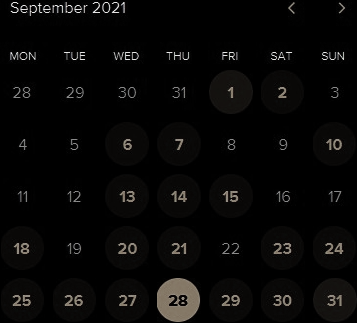 September 2021
MON TUE WED THU FRI SAT SUN
28 29 30 31 1 2 3
4 5 6 7 8 9 10
11 12 13 14 15 16 17
18 19 20 21 22 23 24
25 26 27 28 29 30 31